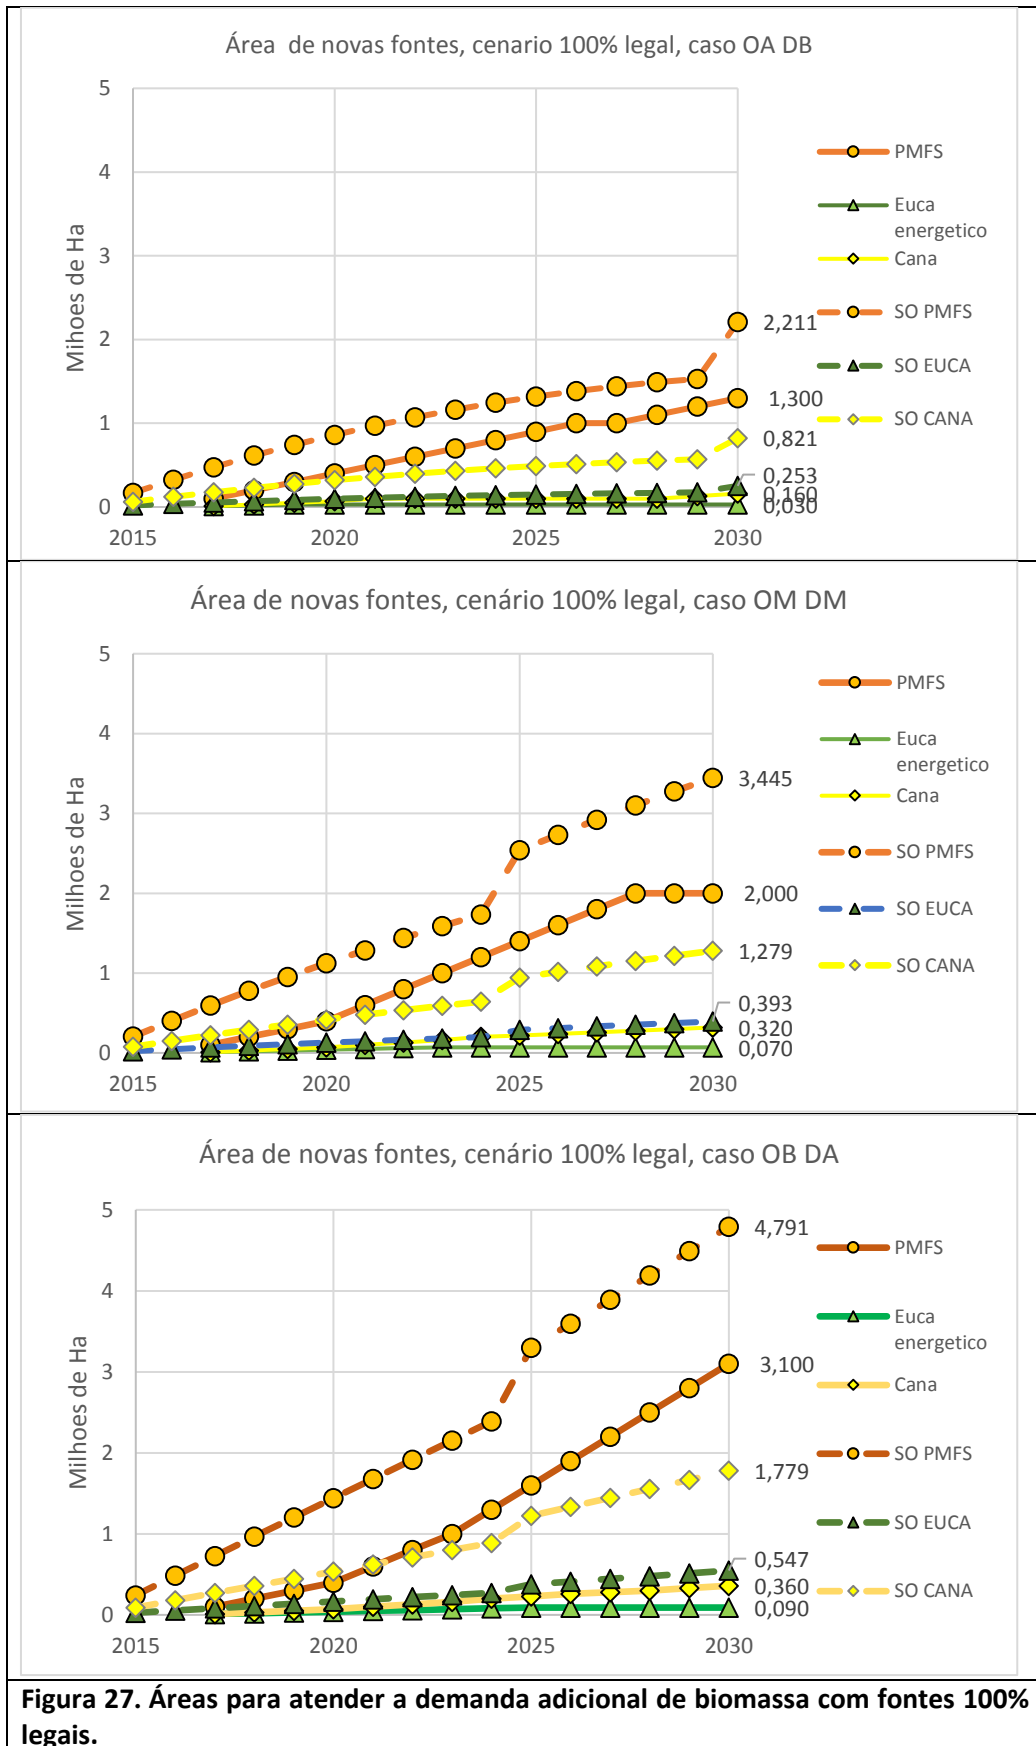 Área de novas fontes, cenario 100% legal, caso OA DB
5
4
3
2
1
0
Mihoes de Ha
2015
2020
2025
2030
2,211
1,300
0,821
0,253
0,160
0,030
PMFS
Euca
energetico
Cana
SO PMFS
SO EUCA
SO CANA
Área de novas fontes, cenário 100% legal, caso OM DM
5
4
3
2
1
0
Milhoes de Ha
2015
2020
2025
2030
3,445
2,000
1,279
0,393
0,320
0,070
PMFS
Euca
energetico
Cana
SO PMFS
SO EUCA
SO CANA
Área de novas fontes, cenário 100% legal, caso OB DA
5
4
3
2
1
0
Milhoes de Ha
2015
2020
2025
2030
4,791
3,100
1,779
0,547
0,360
0,090
PMFS
Euca
energetico
Cana
SO PMFS
SO EUCA
SO CANA
Figura 27. Áreas para atender a demanda adicional de biomassa com fontes 100%
legais.